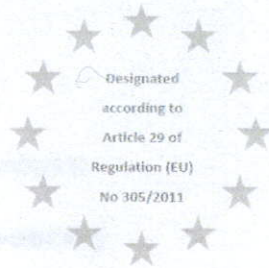 Designated
according to
Article 29 of
Regulation (EU)
No 305/2011